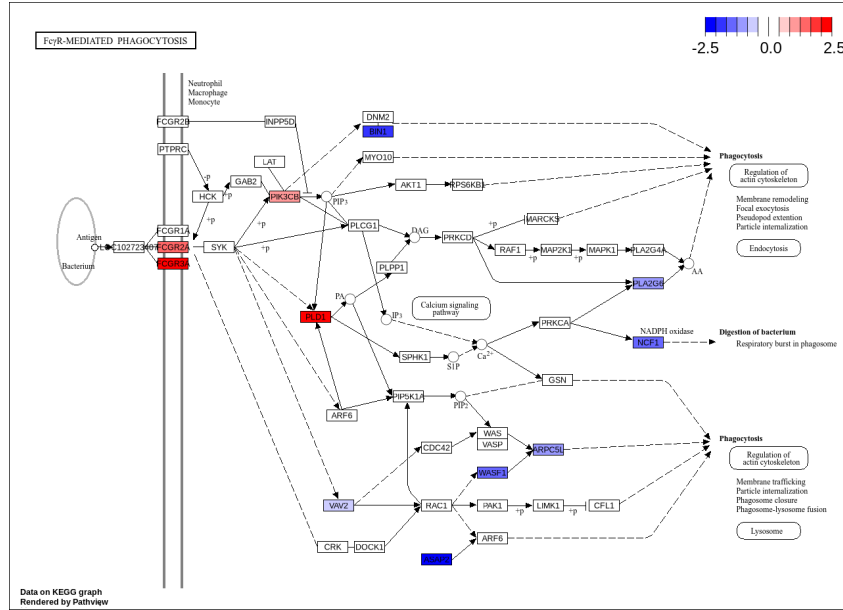 FcγR-MEDIATED PHAGOCYTOSIS
-2.5 0.0 2.5
Neutrophil
Macrophage
Monocyte
FCGR2B
INPP5D
DNM2
BIN1
PTPRC
LAT
MYO10
Phagocytosis
-p
GAB2
Regulation of
actin cytoskeleton
HCK
+p
PIK3CB
PIP3
AKT1
RPS6KB1
Membrane remodeling
Focal exocytosis
Pseudopod extention
Particle internalization
+p
FCGR1A
PLCG1
DAG
+p
MARCKS
Antigen
FCGR2A
SYK
+p
PRKCD
RAF1
+p
MAP2K1
+p
MAPK1
PLA2G4A
Endocytosis
Bacterium
FCGR3A
PLPP1
AA
PLA2G6
PA
Calcium signaling
pathway
PLD1
IP3
PRKCA
NADPH oxidase
Digestion of bacterium
NCF1
Respiratory burst in phagosome
SPHK1
S1P
Ca2+
GSN
PIP5K1A
PIP2
ARF6
WAS
VASP
Phagocytosis
CDC42
ARPC5L
Regulation of
actin cytoskeleton
WASF1
Membrane trafficking
Particle internalization
Phagosome closure
Phagosome-lysosome fusion
VAV2
RAC1
PAK1
+p
LIMK1
+p
CFL1
Lysosome
CRK
DOCK1
ARF6
Data on KEGG graph
Rendered by Pathview